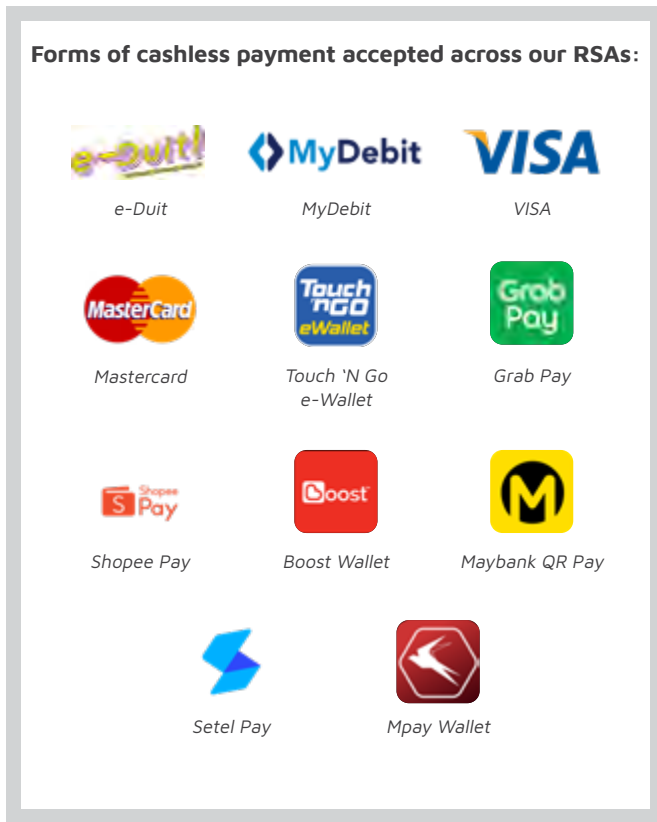 Forms of cashless payment accepted across our RSAs:
e-Duit!
MyDebit
VISA
e-Duit
MyDebit
VISA
MasterCard
Touch
'nGO
eWallet
Grab
Pay
Mastercard
Touch ‘N Go
e-Wallet
Grab Pay
S
Shopee
Pay
Boost
M
Shopee Pay
Boost Wallet
Maybank QR Pay
Setel Pay
Mpay Wallet